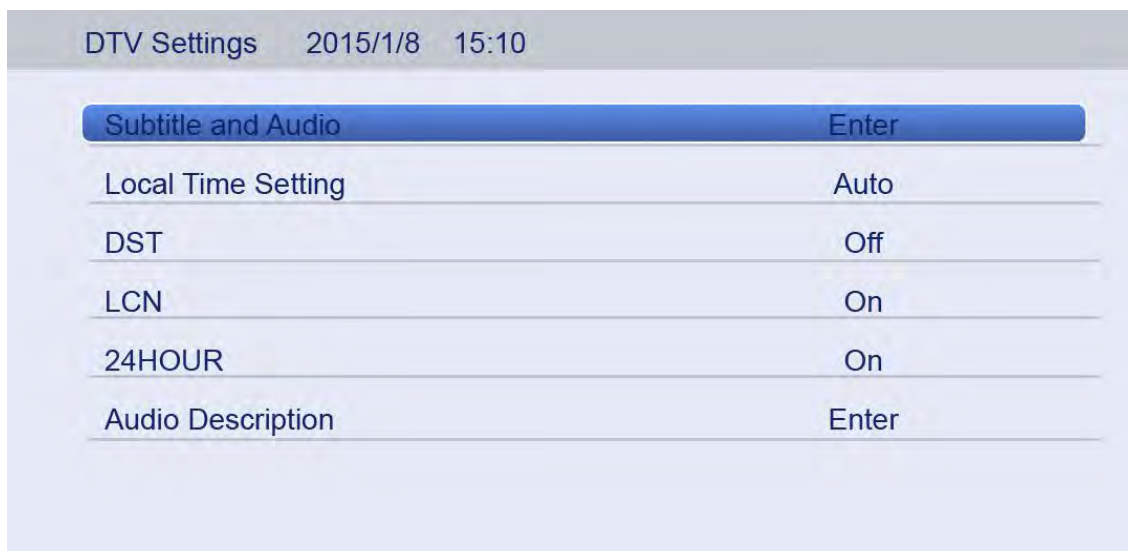 DTV Settings 2015/1/8 15:10
Subtitle and Audio Enter
Local Time Setting Auto
DST Off
LCN On
24HOUR On
Audio Description Enter